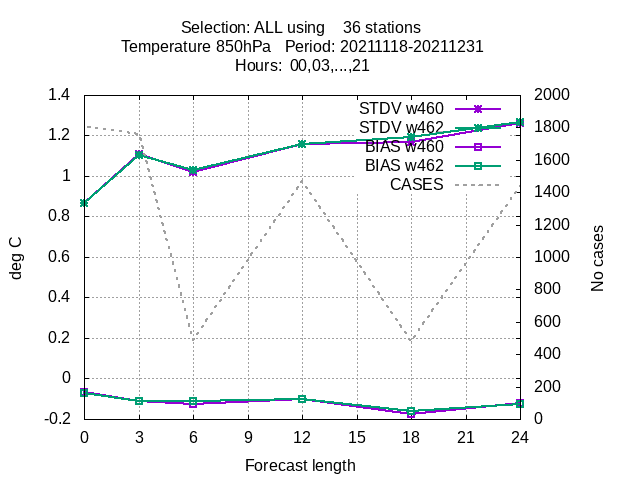 Selection: ALL using    36 stations
Temperature 850hPa   Period: 20211118-20211231
Hours: 00,03,...,21
1.4
1.2
1
0.8
0.6
0.4
0.2
0
-0.2
deg C
STDV w460
STDV w462
BIAS w460
BIAS w462
CASES
2000
1800
1600
1400
1200
1000
800
600
400
200
0
No cases
0 3 6 9 12 15 18 21 24
Forecast length